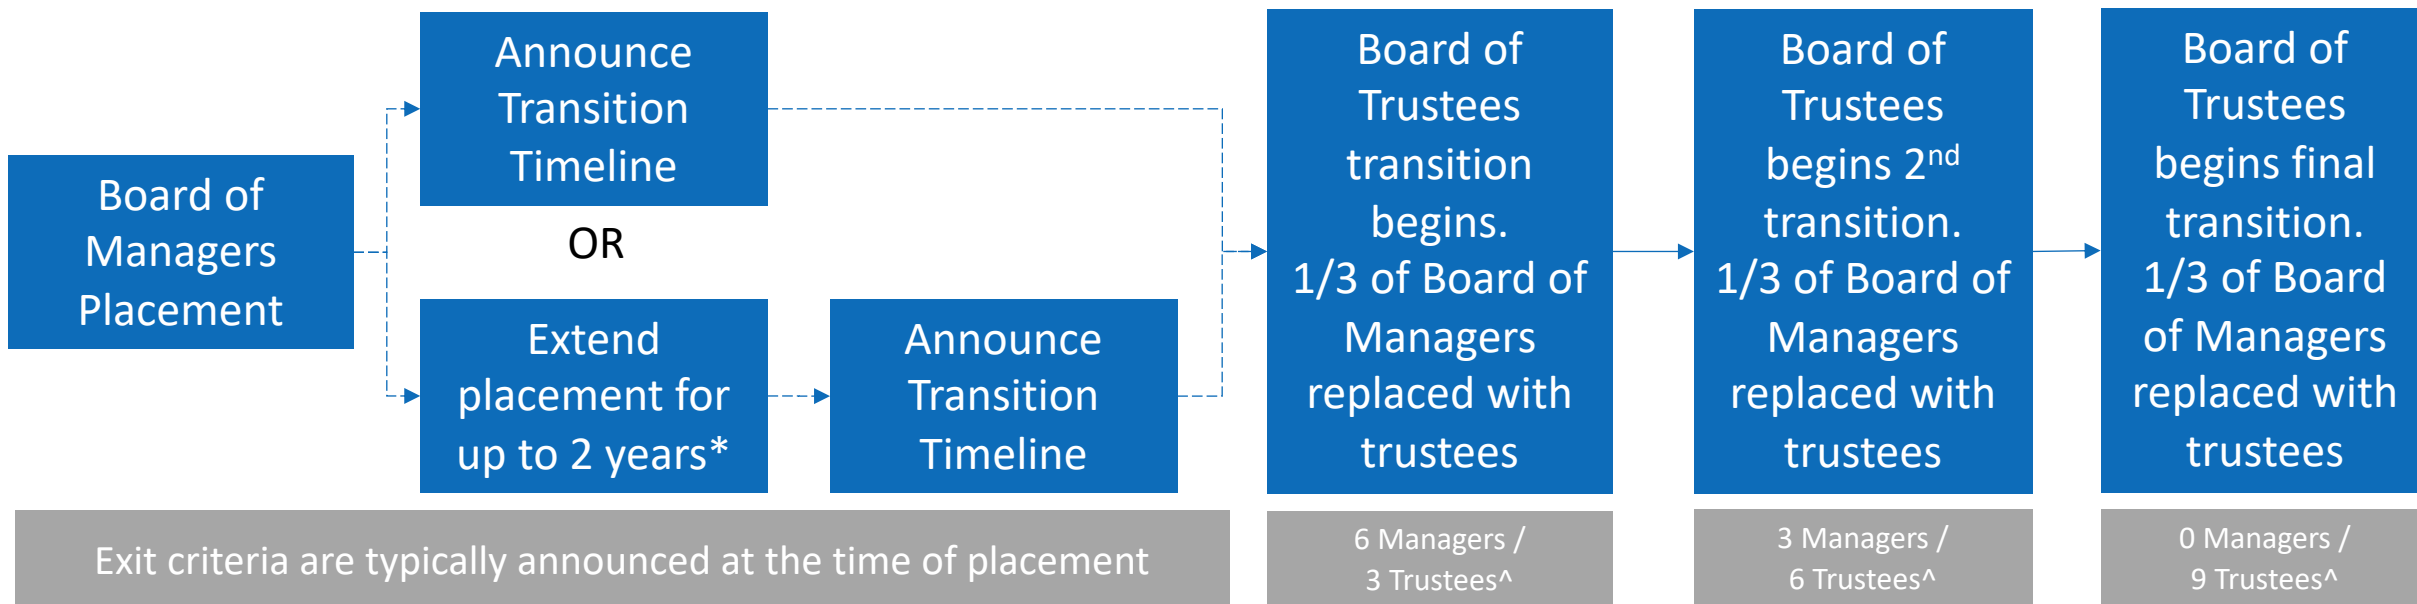 Board of
Managers
Placement
Announce
Transition
Timeline
OR
Extend
placement for
up to 2 years*
Announce
Transition
Timeline
Board of
Trustees
transition
begins.
1/3 of Board of
Managers
replaced with
trustees
Board of
Trustees
begins 2nd
transition.
1/3 of Board of
Managers
replaced with
trustees
Board of
Trustees
begins final
transition.
1/3 of Board
of Managers
replaced with
trustees
Exit criteria are typically announced at the time of placement
6 Managers /
3 Trustees^
3 Managers /
6 Trustees^
0 Managers /
9 Trustees^